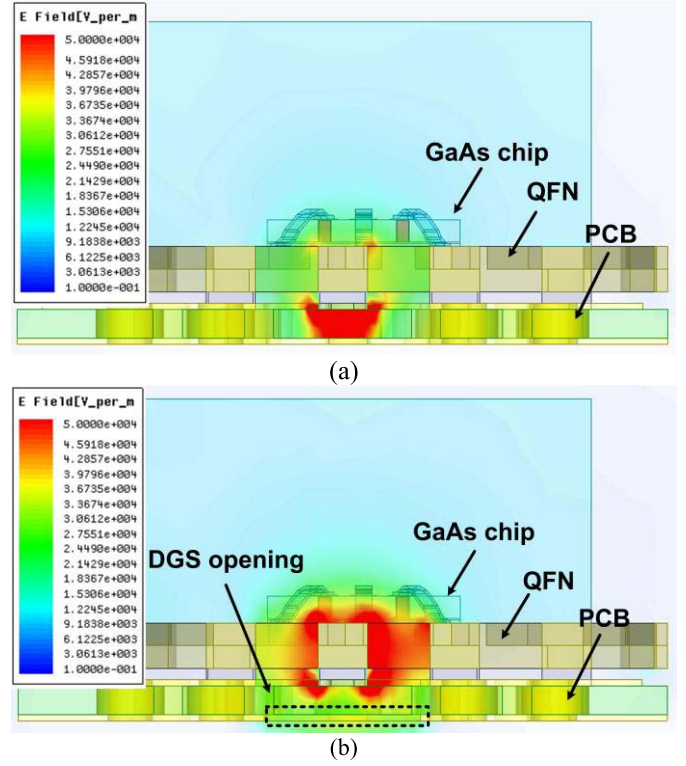 E Field[V_per_m
5.0000e+004
4.5918e+004
4.2857e+004
3.9796e+004
3.6735e+004
3.3674e+004
3.0612e+004
2.7551e+004
2.4490e+004
2.1429e+004
1.8367e+004
1.5306e+004
1.2245e+004
9.1838e+003
6.1225e+003
3.0613e+003
1.0000e-001
GaAs chip
QFN
PCB
(a)
E Field[V_per_m
5.0000e+004
4.5918e+004
4.2857e+004
3.9796e+004
3.6735e+004
3.3674e+004
3.0612e+004
2.7551e+004
2.4490e+004
2.1429e+004
1.8367e+004
1.5306e+004
1.2245e+004
9.1838e+003
6.1225e+003
3.0613e+003
1.0000e-001
DGS opening
GaAs chip
QFN
PCB
(b)